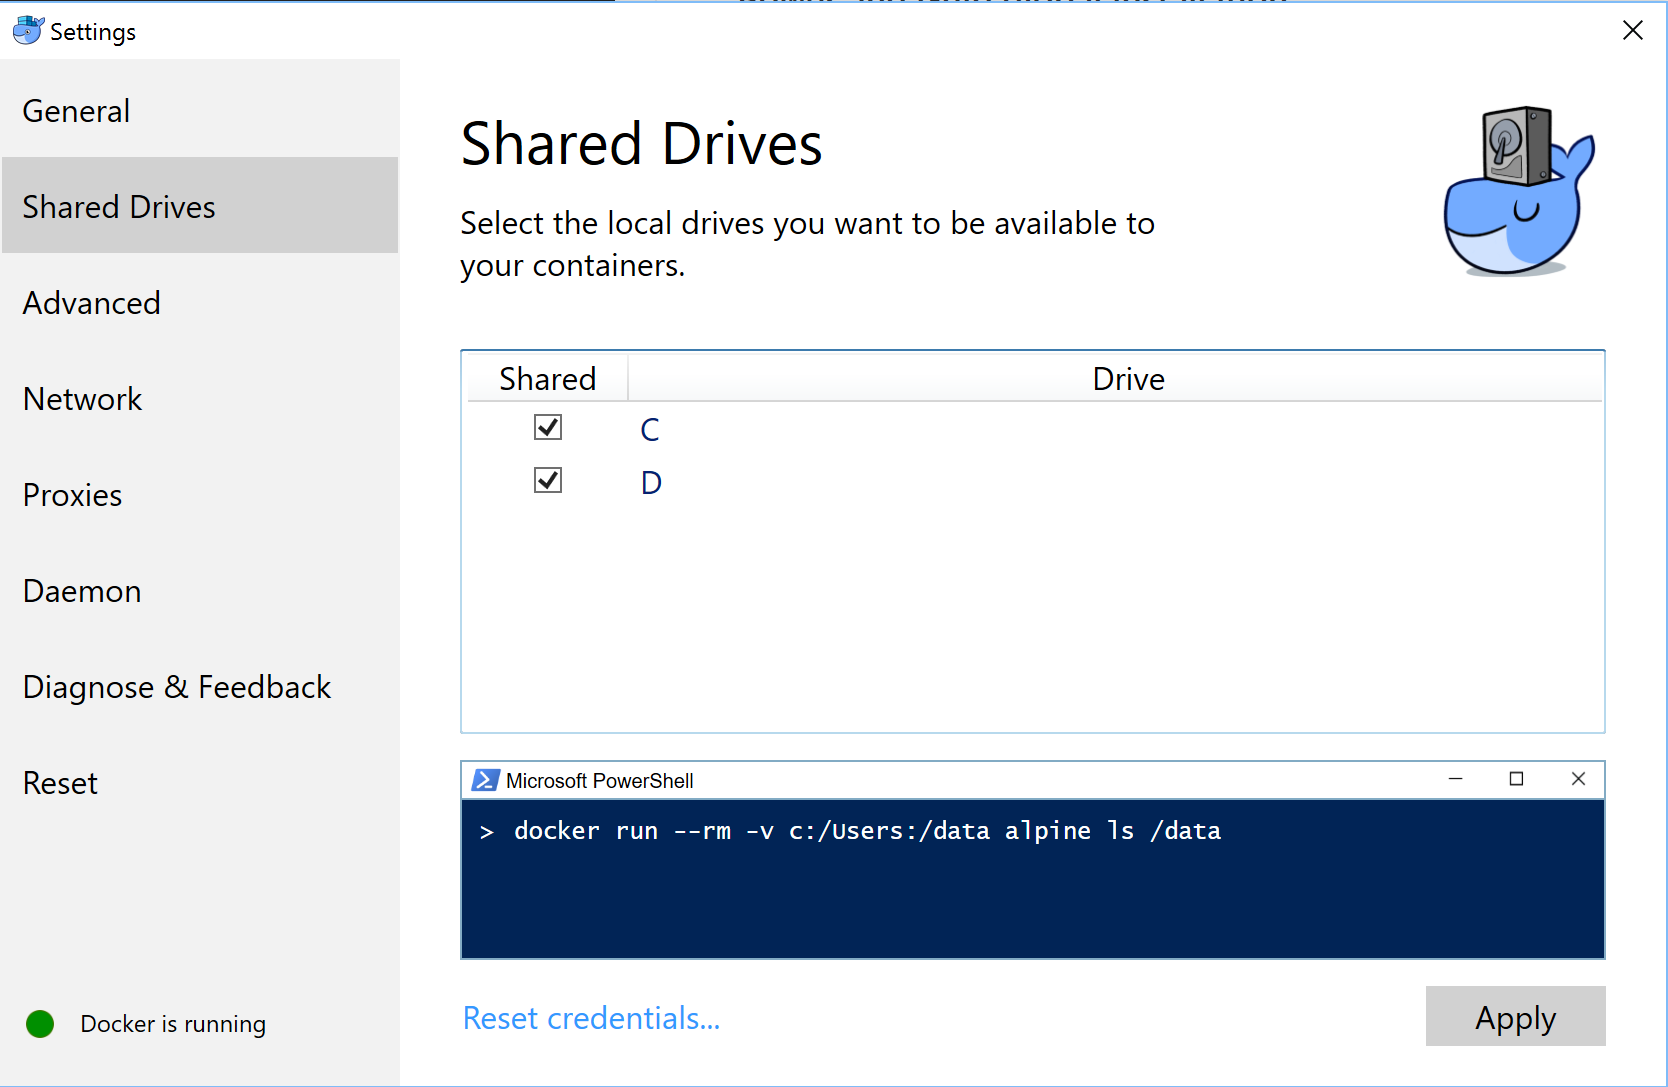 Settings
General
Shared Drives
Advanced
Network
Proxies
Daemon
Diagnose & Feedback
Reset
Docker is running
Shared Drives
Select the local drives you want to be available to
your containers.
Shared Drive
C
D
Microsoft PowerShell
> docker run --rm -v c:/Users:/data alpine ls /data
Reset credentials...
Apply